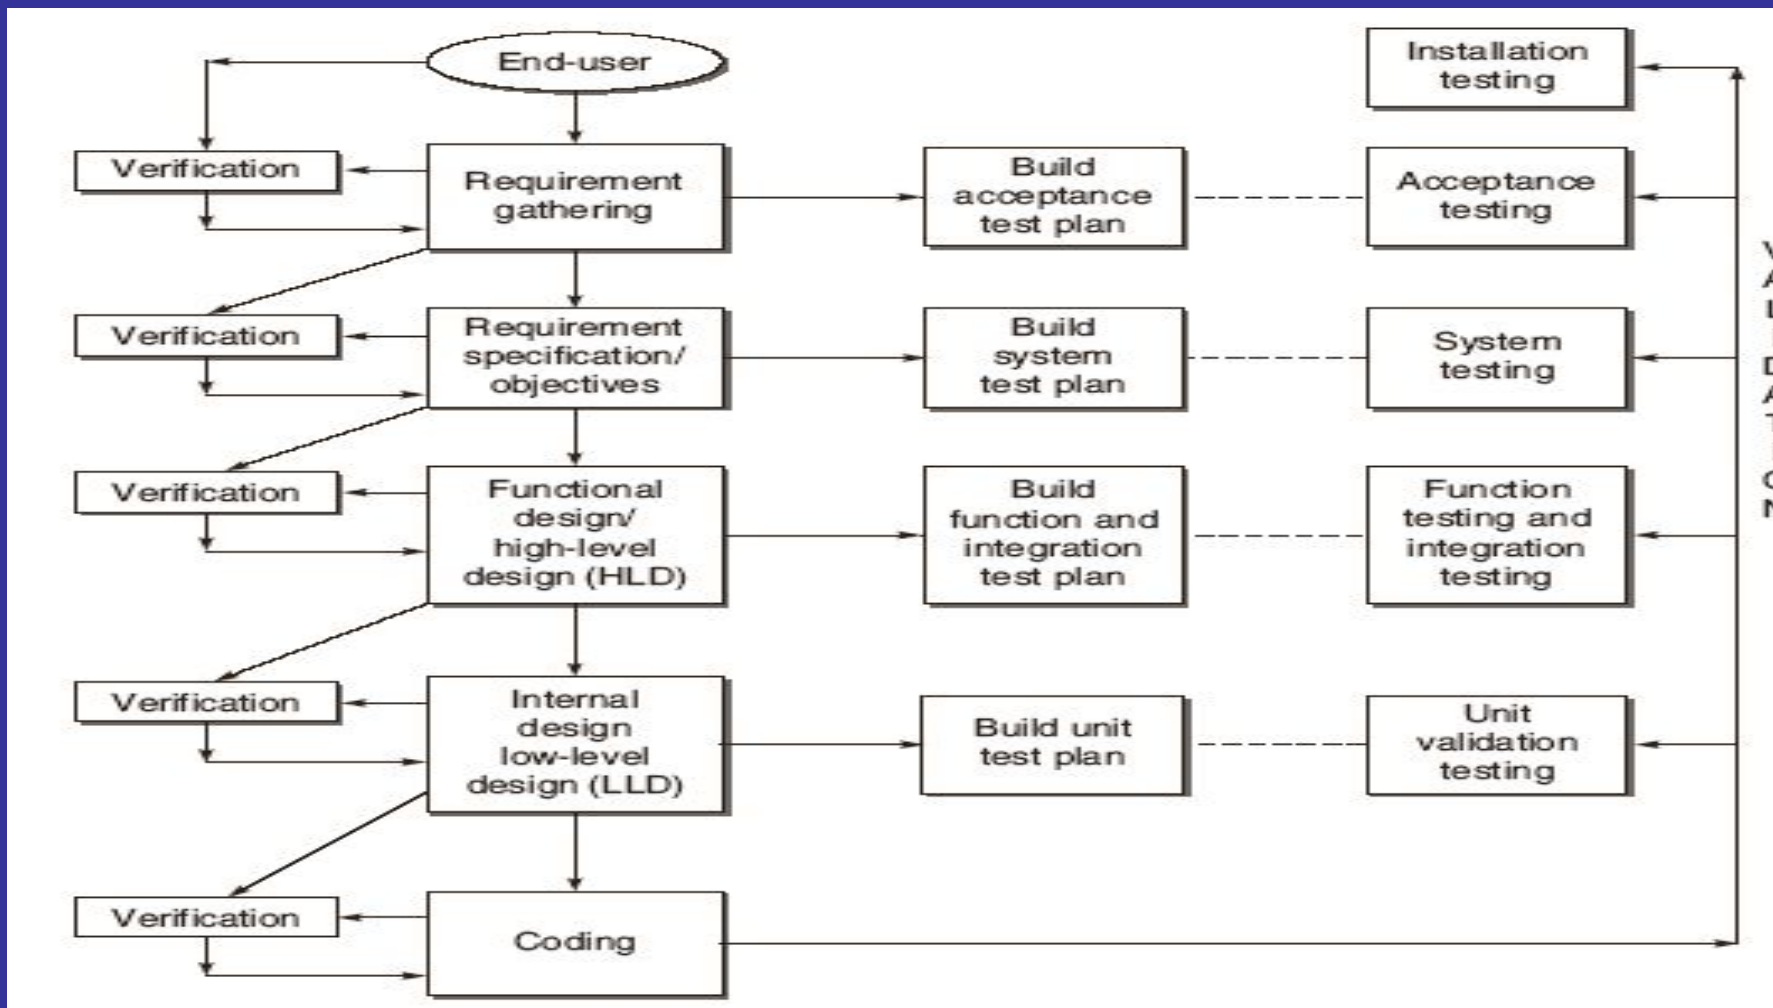 End-user
Installation
testing
Verification
Requirement
gathering
Build
acceptance
test plan
Acceptance
testing
Verification
Requirement
specification/
objectives
Build
system
test plan
System
testing
Verification
Functional
design/
high-level
design (HLD)
Build
function and
integration
test plan
Function
testing and
integration
testing
Verification
Internal
design
low-level
design (LLD)
Build unit
test plan
Unit
validation
testing
Verification
Coding